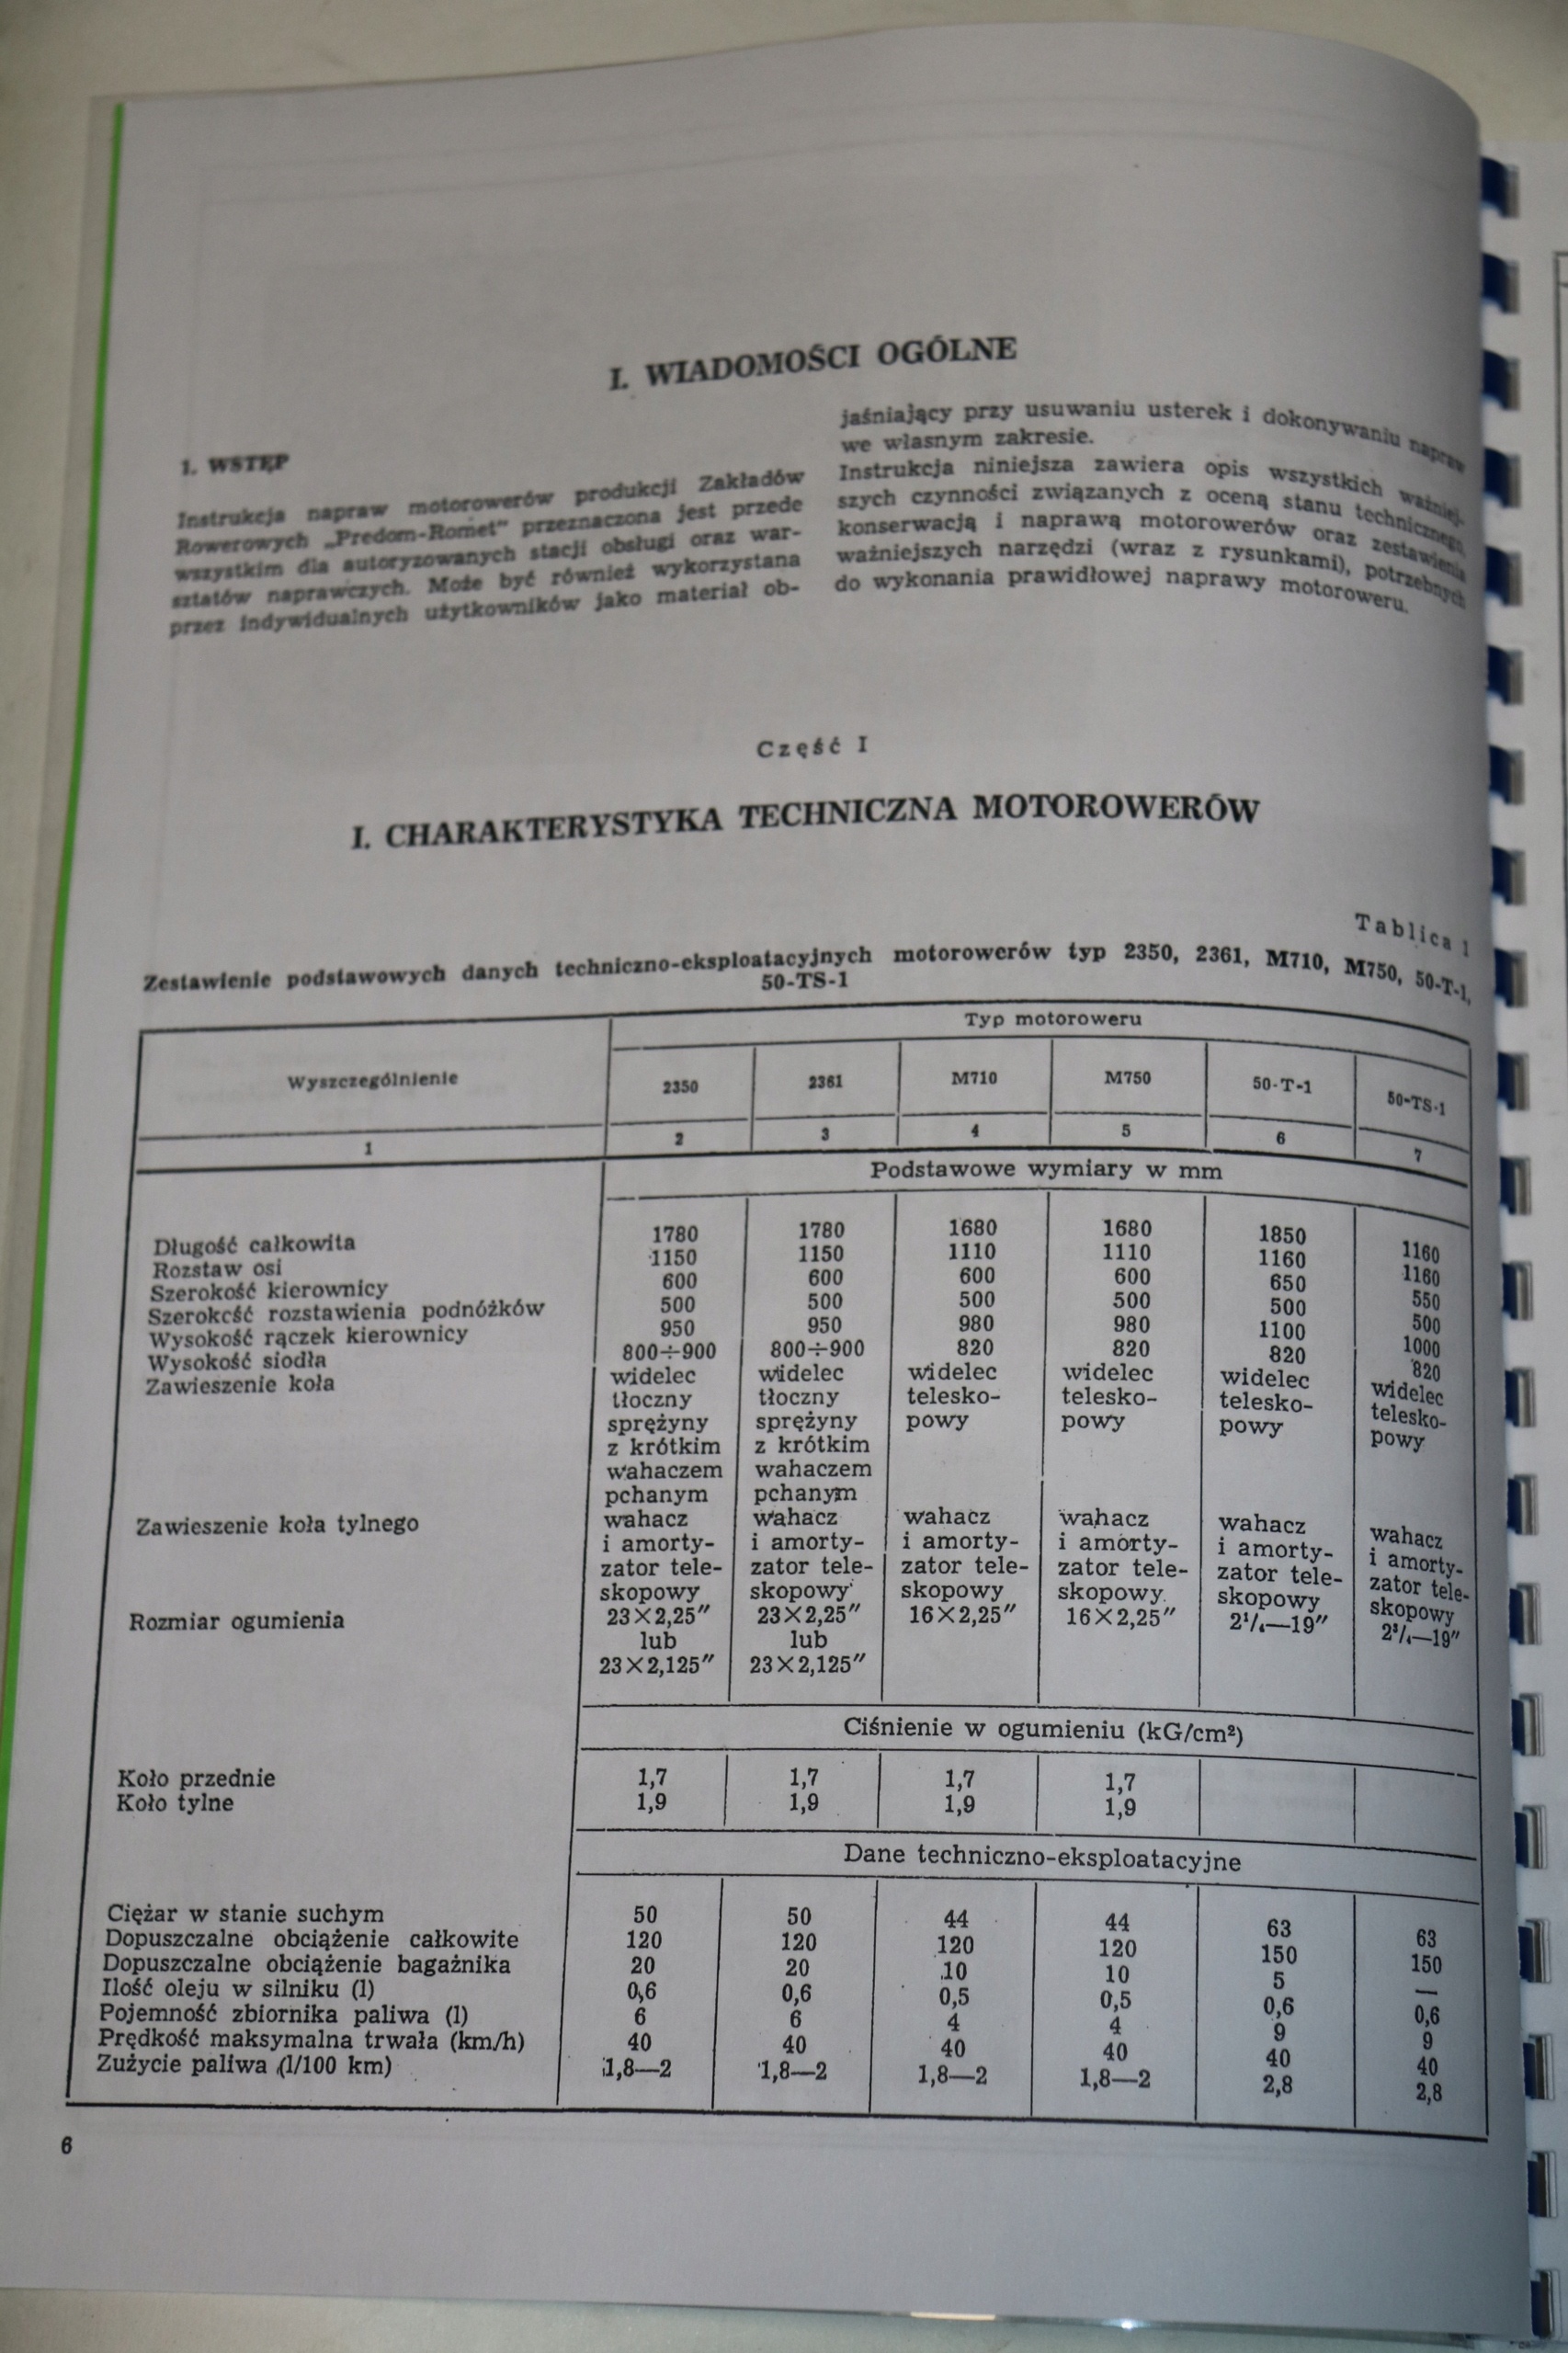 I. WIADOMOŚCI OGÓLNE
1. WSTĘP
Instrukcja napraw motorowerów produkcji Zakładów
Rowerowych „Predom-Romet" przeznaczona jest przede
wszystkim dla autoryzowanych stacji obsługi oraz war-
sztatów naprawczych. Może być również wykorzystana
przez indywidualnych użytkowników jako materiał ob-
jaśniający przy usuwaniu usterek i dokonywaniu napraw
we własnym zakresie.
Instrukcja niniejsza zawiera opis wszystkich ważniej-
szych czynności związanych z oceną stanu technicznego,
konserwacją i naprawą motorowerów oraz zestawienia
ważniejszych narzędzi (wraz z rysunkami), potrzebnych
do wykonania prawidłowej naprawy motoroweru.
Część I
I. CHARAKTERYSTYKA TECHNICZNA MOTOROWERÓW
Tablica 1
Zestawienie podstawowych danych techniczno-eksploatacyjnych motorowerów typ 2350, 2361, M710, M750, 50-T-1,
50-TS-1
Wyszczególnienie Typ motoroweru
2350 2361 M710 M750 50-T-1 50-TS-1
1 2 3 4 5 6 7
Podstawowe wymiary w mm
Długość całkowita 1780 1780 1680 1680 1850 1160
Rozstaw osi 1150 1150 1110 1110 1160 1160
Szerokość kierownicy 600 600 600 600 650 550
Szerokcść rozstawienia podnóżków 500 500 500 500 500 500
Wysokość rączek kierownicy 950 950 980 980 1100 1000
Wysokość siodła 800÷900 800÷900 820 820 820 820
Zawieszenie koła widelec widelec widelec widelec widelec widelec
tłoczny tłoczny telesko- telesko- telesko- telesko-
sprężyny sprężyny powy powy powy powy
z krótkim z krótkim
wahaczem wahaczem
pchanym pchanym
Zawieszenie koła tylnego wahacz wahacz wahacz wahacz wahacz wahacz
i amorty- i amorty- i amorty- i amorty- i amorty- i amorty-
zator tele- zator tele- zator tele- zator tele- zator tele- zator tele-
skopowy skopowy skopowy skopowy skopowy skopowy
Rozmiar ogumienia 23×2,25" 23×2,25" 16×2,25" 16×2,25" 2¹/₄—19" 2³/₄—19"
lub lub
23×2,125" 23×2,125"
Ciśnienie w ogumieniu (kG/cm²)
Koło przednie 1,7 1,7 1,7 1,7
Koło tylne 1,9 1,9 1,9 1,9
Dane techniczno-eksploatacyjne
Ciężar w stanie suchym 50 50 44 44 63 63
Dopuszczalne obciążenie całkowite 120 120 120 120 150 150
Dopuszczalne obciążenie bagażnika 20 20 10 10 5 —
Ilość oleju w silniku (l) 0,6 0,6 0,5 0,5 0,6 0,6
Pojemność zbiornika paliwa (l) 6 6 4 4 9 9
Prędkość maksymalna trwała (km/h) 40 40 40 40 40 40
Zużycie paliwa (l/100 km) 1,8—2 1,8—2 1,8—2 1,8—2 2,8 2,8
6